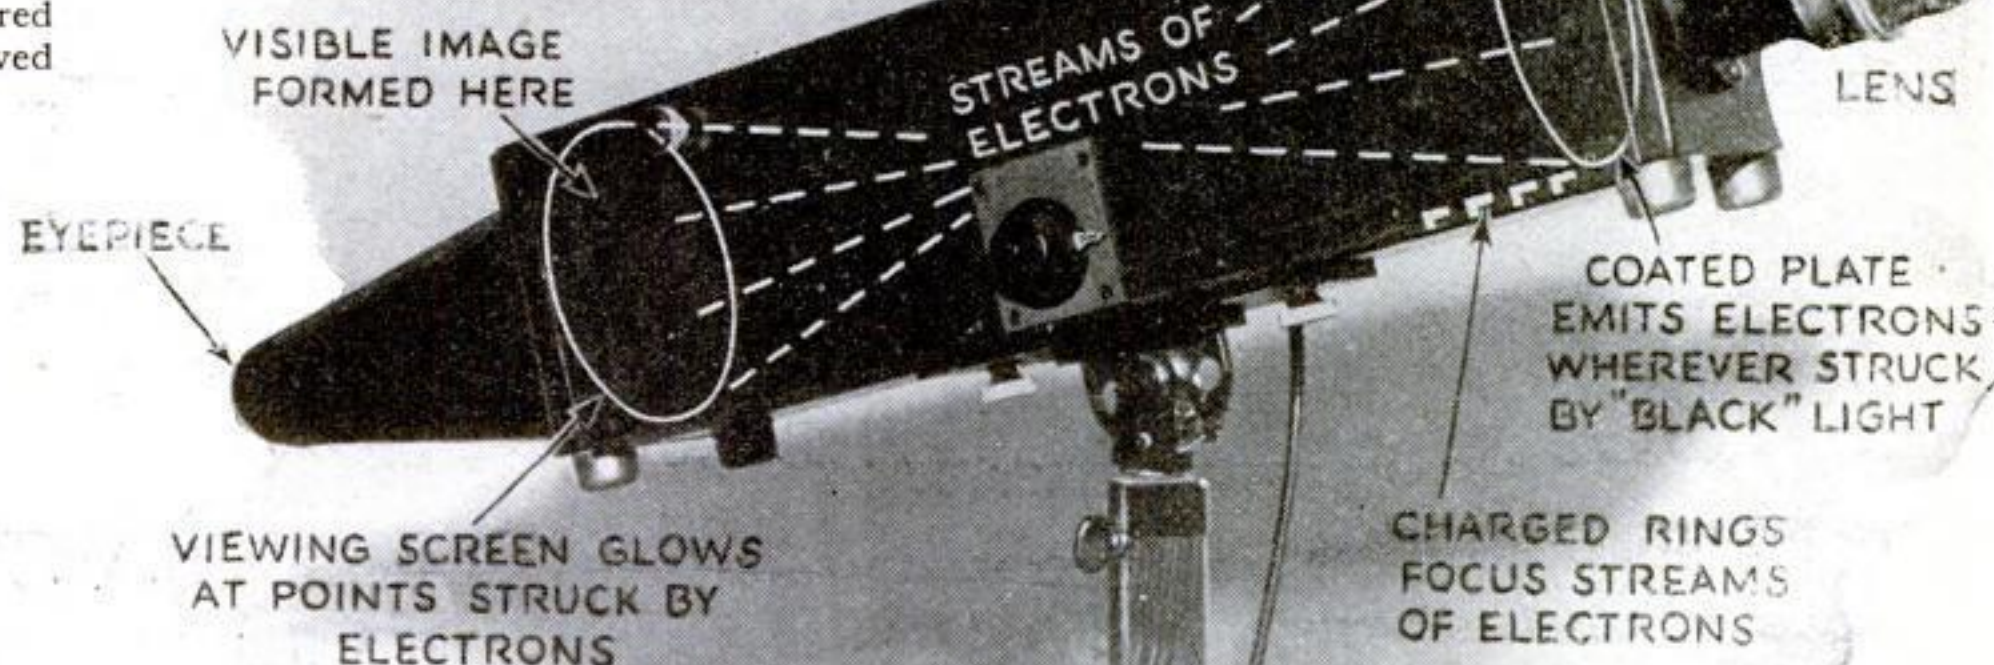 red
ved
VISIBLE IMAGE
FORMED HERE
STREAMS OF
ELECTRONS
LENS
EYEPIECE
COATED PLATE
EMITS ELECTRONS
WHEREVER STRUCK
BY "BLACK" LIGHT
VIEWING SCREEN GLOWS
AT POINTS STRUCK BY
ELECTRONS
CHARGED RINGS
FOCUS STREAMS
OF ELECTRONS